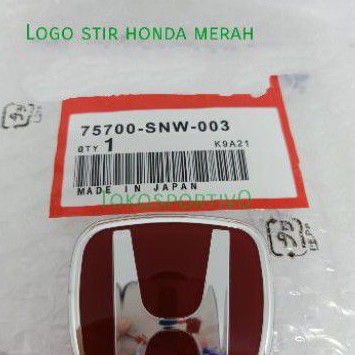 Logo stir honda merah
75700-SNW-003
QTY 1 K9A21
MADE IN JAPAN
TOKOSPORTIVO